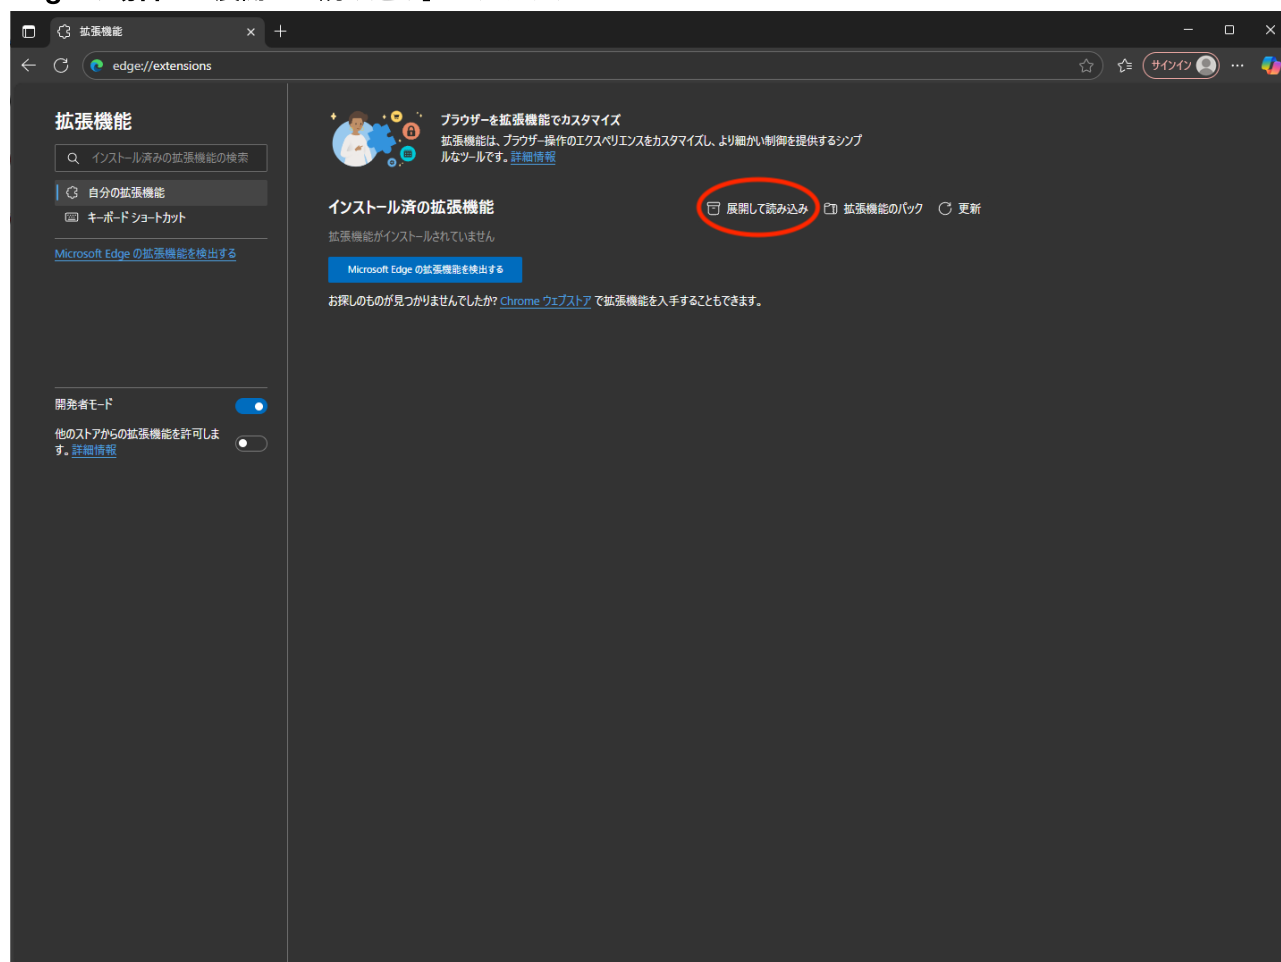 拡張機能
edge://extensions
サインイン
拡張機能
インストール済みの拡張機能の検索
自分の拡張機能
キーボード ショートカット
Microsoft Edge の拡張機能を検出する
開発者モード
他のストアからの拡張機能を許可しま
す。詳細情報
ブラウザーを拡張機能でカスタマイズ
拡張機能は、ブラウザー操作のエクスペリエンスをカスタマイズし、より細かい制御を提供するシンプ
ルなツールです。詳細情報
インストール済の拡張機能
展開して読み込み
拡張機能のパック
更新
拡張機能がインストールされていません
Microsoft Edge の拡張機能を検出する
お探しのものが見つかりませんでしたか? Chrome ウェブストア で拡張機能を入手することもできます。